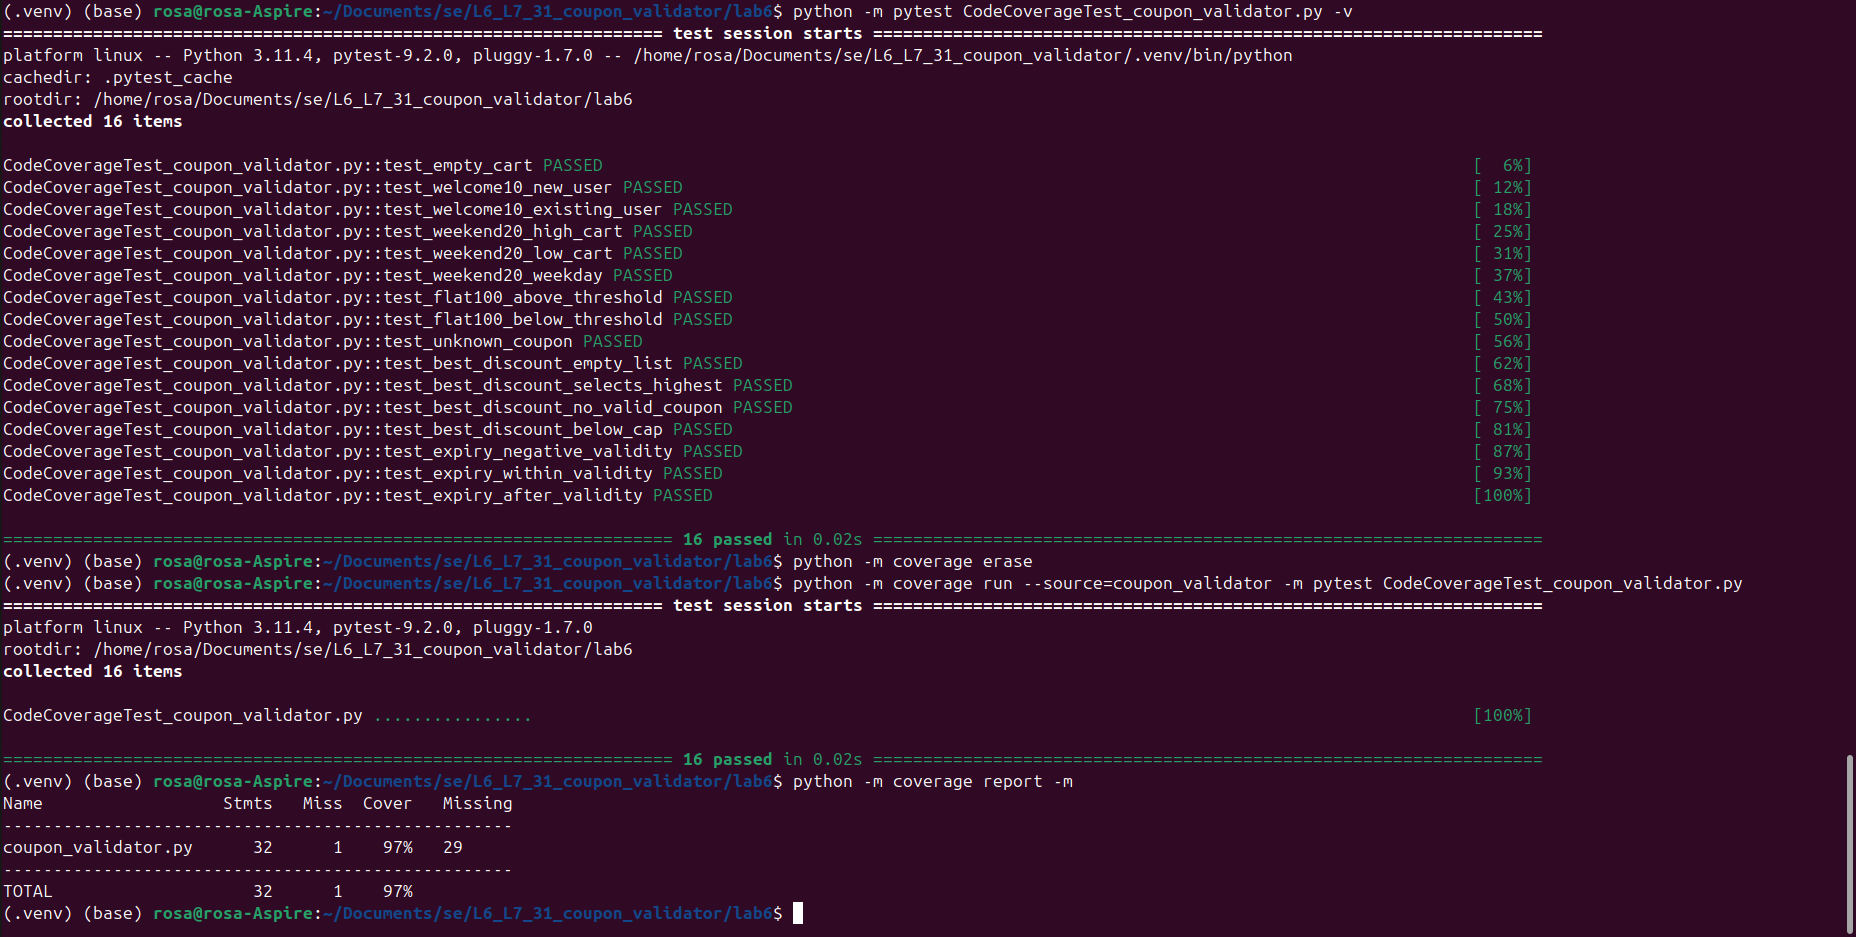 (.venv) (base) rosa@rosa-Aspire:~/Documents/se/L6_L7_31_coupon_validator/lab6$ python -m pytest CodeCoverageTest_coupon_validator.py -v
================================================================== test session starts ===================================================================
platform linux -- Python 3.11.4, pytest-9.2.0, pluggy-1.7.0 -- /home/rosa/Documents/se/L6_L7_31_coupon_validator/.venv/bin/python
cachedir: .pytest_cache
rootdir: /home/rosa/Documents/se/L6_L7_31_coupon_validator/lab6
collected 16 items
CodeCoverageTest_coupon_validator.py::test_empty_cart PASSED [  6%]
CodeCoverageTest_coupon_validator.py::test_welcome10_new_user PASSED [ 12%]
CodeCoverageTest_coupon_validator.py::test_welcome10_existing_user PASSED [ 18%]
CodeCoverageTest_coupon_validator.py::test_weekend20_high_cart PASSED [ 25%]
CodeCoverageTest_coupon_validator.py::test_weekend20_low_cart PASSED [ 31%]
CodeCoverageTest_coupon_validator.py::test_weekend20_weekday PASSED [ 37%]
CodeCoverageTest_coupon_validator.py::test_flat100_above_threshold PASSED [ 43%]
CodeCoverageTest_coupon_validator.py::test_flat100_below_threshold PASSED [ 50%]
CodeCoverageTest_coupon_validator.py::test_unknown_coupon PASSED [ 56%]
CodeCoverageTest_coupon_validator.py::test_best_discount_empty_list PASSED [ 62%]
CodeCoverageTest_coupon_validator.py::test_best_discount_selects_highest PASSED [ 68%]
CodeCoverageTest_coupon_validator.py::test_best_discount_no_valid_coupon PASSED [ 75%]
CodeCoverageTest_coupon_validator.py::test_best_discount_below_cap PASSED [ 81%]
CodeCoverageTest_coupon_validator.py::test_expiry_negative_validity PASSED [ 87%]
CodeCoverageTest_coupon_validator.py::test_expiry_within_validity PASSED [ 93%]
CodeCoverageTest_coupon_validator.py::test_expiry_after_validity PASSED [100%]
=================================================================== 16 passed in 0.02s ===================================================================
(.venv) (base) rosa@rosa-Aspire:~/Documents/se/L6_L7_31_coupon_validator/lab6$ python -m coverage erase
(.venv) (base) rosa@rosa-Aspire:~/Documents/se/L6_L7_31_coupon_validator/lab6$ python -m coverage run --source=coupon_validator -m pytest CodeCoverageTest_coupon_validator.py
================================================================== test session starts ===================================================================
platform linux -- Python 3.11.4, pytest-9.2.0, pluggy-1.7.0
rootdir: /home/rosa/Documents/se/L6_L7_31_coupon_validator/lab6
collected 16 items
CodeCoverageTest_coupon_validator.py ................ [100%]
=================================================================== 16 passed in 0.02s ===================================================================
(.venv) (base) rosa@rosa-Aspire:~/Documents/se/L6_L7_31_coupon_validator/lab6$ python -m coverage report -m
Name                  Stmts   Miss  Cover   Missing
---------------------------------------------------
coupon_validator.py      32      1    97%   29
---------------------------------------------------
TOTAL                    32      1    97%
(.venv) (base) rosa@rosa-Aspire:~/Documents/se/L6_L7_31_coupon_validator/lab6$